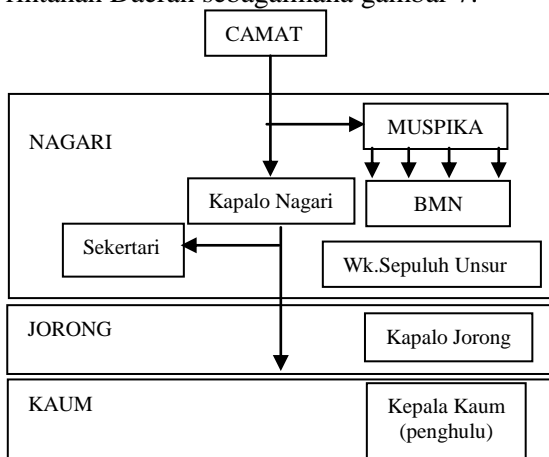 rintahan Daerah sebagaimana gambar 7.
CAMAT
NAGARI
MUSPIKA
Kapalo Nagari
BMN
Sekertari
Wk.Sepuluh Unsur
JORONG
Kapalo Jorong
KAUM
Kepala Kaum
(penghulu)